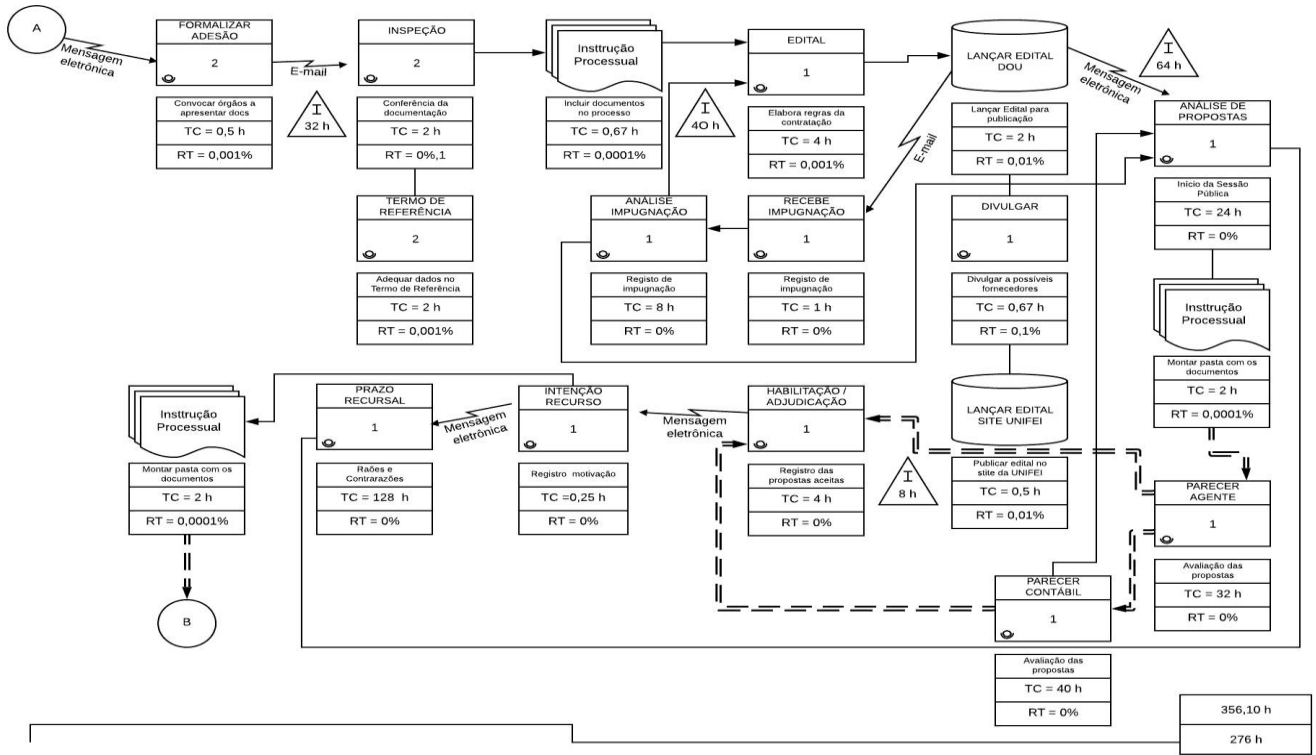 A
Mensagem
eletrônica
FORMALIZAR
ADESÃO
2
Convocar órgãos a
apresentar docs
TC = 0,5 h
RT = 0,001%
E-mail
I
32 h
INSPEÇÃO
2
Conferência da
documentação
TC = 2 h
RT = 0%,1
TERMO DE
REFERÊNCIA
2
Adequar dados no
Termo de Referência
TC = 2 h
RT = 0,001%
Insttrução
Processual
Incluir documentos
no processo
TC = 0,67 h
RT = 0,0001%
I
4O h
EDITAL
1
Elabora regras da
contratação
TC = 4 h
RT = 0,001%
LANÇAR EDITAL
DOU
Lançar Edital para
publicação
TC = 2 h
RT = 0,01%
E-mail
Mensagem
eletrônica
I
64 h
ANÁLISE DE
PROPOSTAS
1
Início da Sessão
Pública
TC = 24 h
RT = 0%
ANÁLISE
IMPUGNAÇÃO
1
Registo de
impugnação
TC = 8 h
RT = 0%
RECEBE
IMPUGNAÇÃO
1
Registo de
impugnação
TC = 1 h
RT = 0%
DIVULGAR
1
Divulgar a possíveis
fornecedores
TC = 0,67 h
RT = 0,1%
LANÇAR EDITAL
SITE UNIFEI
Publicar edital no
stite da UNIFEI
TC = 0,5 h
RT = 0,01%
Insttrução
Processual
Montar pasta com os
documentos
TC = 2 h
RT = 0,0001%
PARECER
AGENTE
1
Avaliação das
propostas
TC = 32 h
RT = 0%
PARECER
CONTÁBIL
1
Avaliação das
propostas
TC = 40 h
RT = 0%
I
8 h
HABILITAÇÃO /
ADJUDICAÇÃO
1
Registro das
propostas aceitas
TC = 4 h
RT = 0%
Mensagem
eletrônica
INTENÇÃO
RECURSO
1
Registro motivação
TC =0,25 h
RT = 0%
Mensagem
eletrônica
PRAZO
RECURSAL
1
Raões e
Contrarazões
TC = 128 h
RT = 0%
Insttrução
Processual
Montar pasta com os
documentos
TC = 2 h
RT = 0,0001%
B
356,10 h
276 h